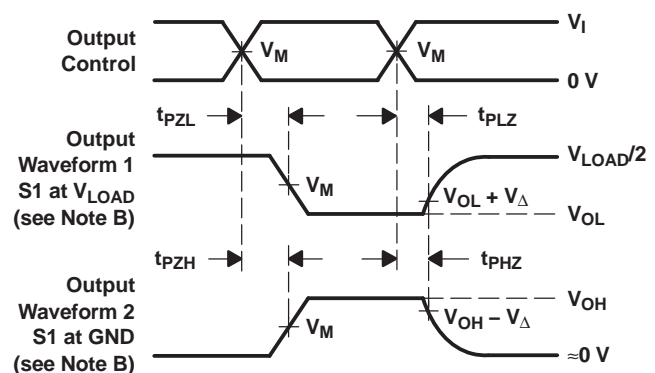 Output
Control
V_M
V_M
V_I
0 V
t_PZL
t_PLZ
Output
Waveform 1
S1 at V_LOAD
(see Note B)
V_M
V_LOAD/2
V_OL + V_Δ
V_OL
t_PZH
t_PHZ
Output
Waveform 2
S1 at GND
(see Note B)
V_M
V_OH
V_OH − V_Δ
≈0 V